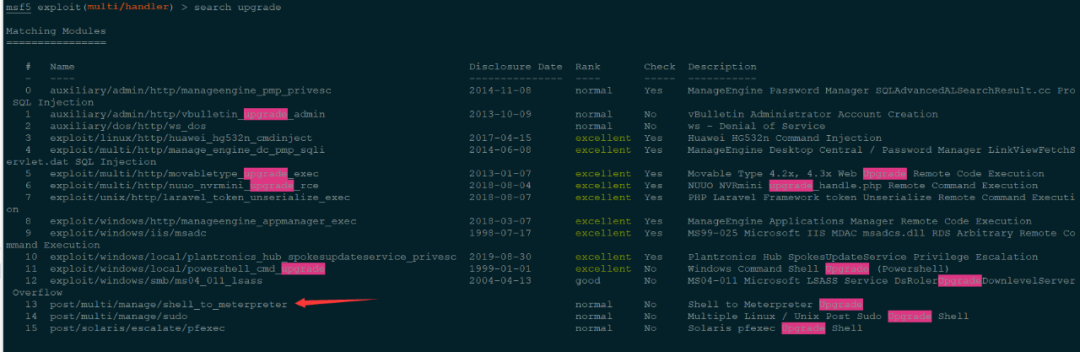 msf5 exploit(multi/handler) > search upgrade
Matching Modules
================
# Name Disclosure Date Rank Check Description
- ---- --------------- ---- ----- -----------
0 auxiliary/admin/http/manageengine_pmp_privesc 2014-11-08 normal Yes ManageEngine Password Manager SQLAdvancedALSearchResult.cc Pro
SQL Injection
1 auxiliary/admin/http/vbulletin_upgrade_admin 2013-10-09 normal No vBulletin Administrator Account Creation
2 auxiliary/dos/http/ws_dos normal No ws - Denial of Service
3 exploit/linux/http/huawei_hg532n_cmdinject 2017-04-15 excellent Yes Huawei HG532n Command Injection
4 exploit/multi/http/manage_engine_dc_pmp_sqli 2014-06-08 excellent Yes ManageEngine Desktop Central / Password Manager LinkViewFetchS
ervlet.dat SQL Injection
5 exploit/multi/http/movabletype_upgrade_exec 2013-01-07 excellent Yes Movable Type 4.2x, 4.3x Web Upgrade Remote Code Execution
6 exploit/multi/http/nuuo_nvrmini_upgrade_rce 2018-08-04 excellent Yes NUUO NVRmini upgrade_handle.php Remote Command Execution
7 exploit/unix/http/laravel_token_unserialize_exec 2018-08-07 excellent Yes PHP Laravel Framework token Unserialize Remote Command Executi
on
8 exploit/windows/http/manageengine_appmanager_exec 2018-03-07 excellent Yes ManageEngine Applications Manager Remote Code Execution
9 exploit/windows/iis/msadc 1998-07-17 excellent Yes MS99-025 Microsoft IIS MDAC msadcs.dll RDS Arbitrary Remote Co
mmand Execution
10 exploit/windows/local/plantronics_hub_spokesupdateservice_privesc 2019-08-30 excellent Yes Plantronics Hub SpokesUpdateService Privilege Escalation
11 exploit/windows/local/powershell_cmd_upgrade 1999-01-01 excellent No Windows Command Shell Upgrade (Powershell)
12 exploit/windows/smb/ms04_011_lsass 2004-04-13 good No MS04-011 Microsoft LSASS Service DsRolerUpgradeDownlevelServer
Overflow
13 post/multi/manage/shell_to_meterpreter normal No Shell to Meterpreter Upgrade
14 post/multi/manage/sudo normal No Multiple Linux / Unix Post Sudo Upgrade Shell
15 post/solaris/escalate/pfexec normal No Solaris pfexec Upgrade Shell